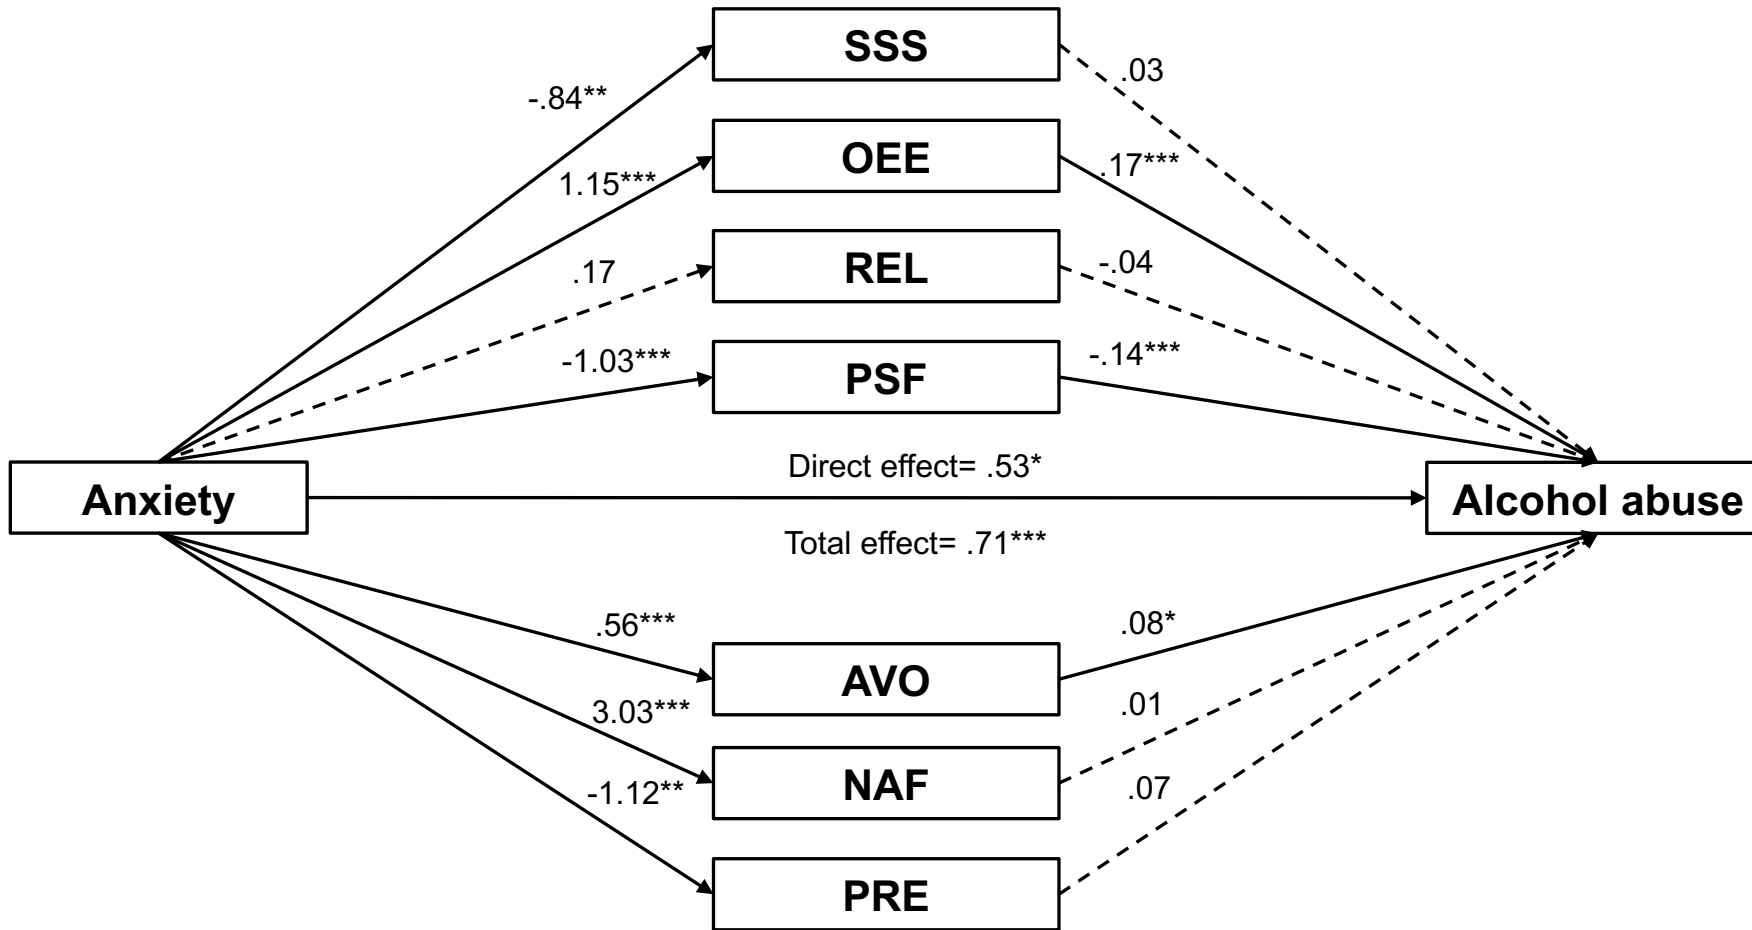 SSS
.03
-.84**
OEE
.17***
1.15***
REL
-.04
.17
PSF
-.14***
-1.03***
Direct effect= .53*
Anxiety
Alcohol abuse
Total effect= .71***
.56***
.08*
AVO
3.03***
.01
NAF
-1.12**
.07
PRE